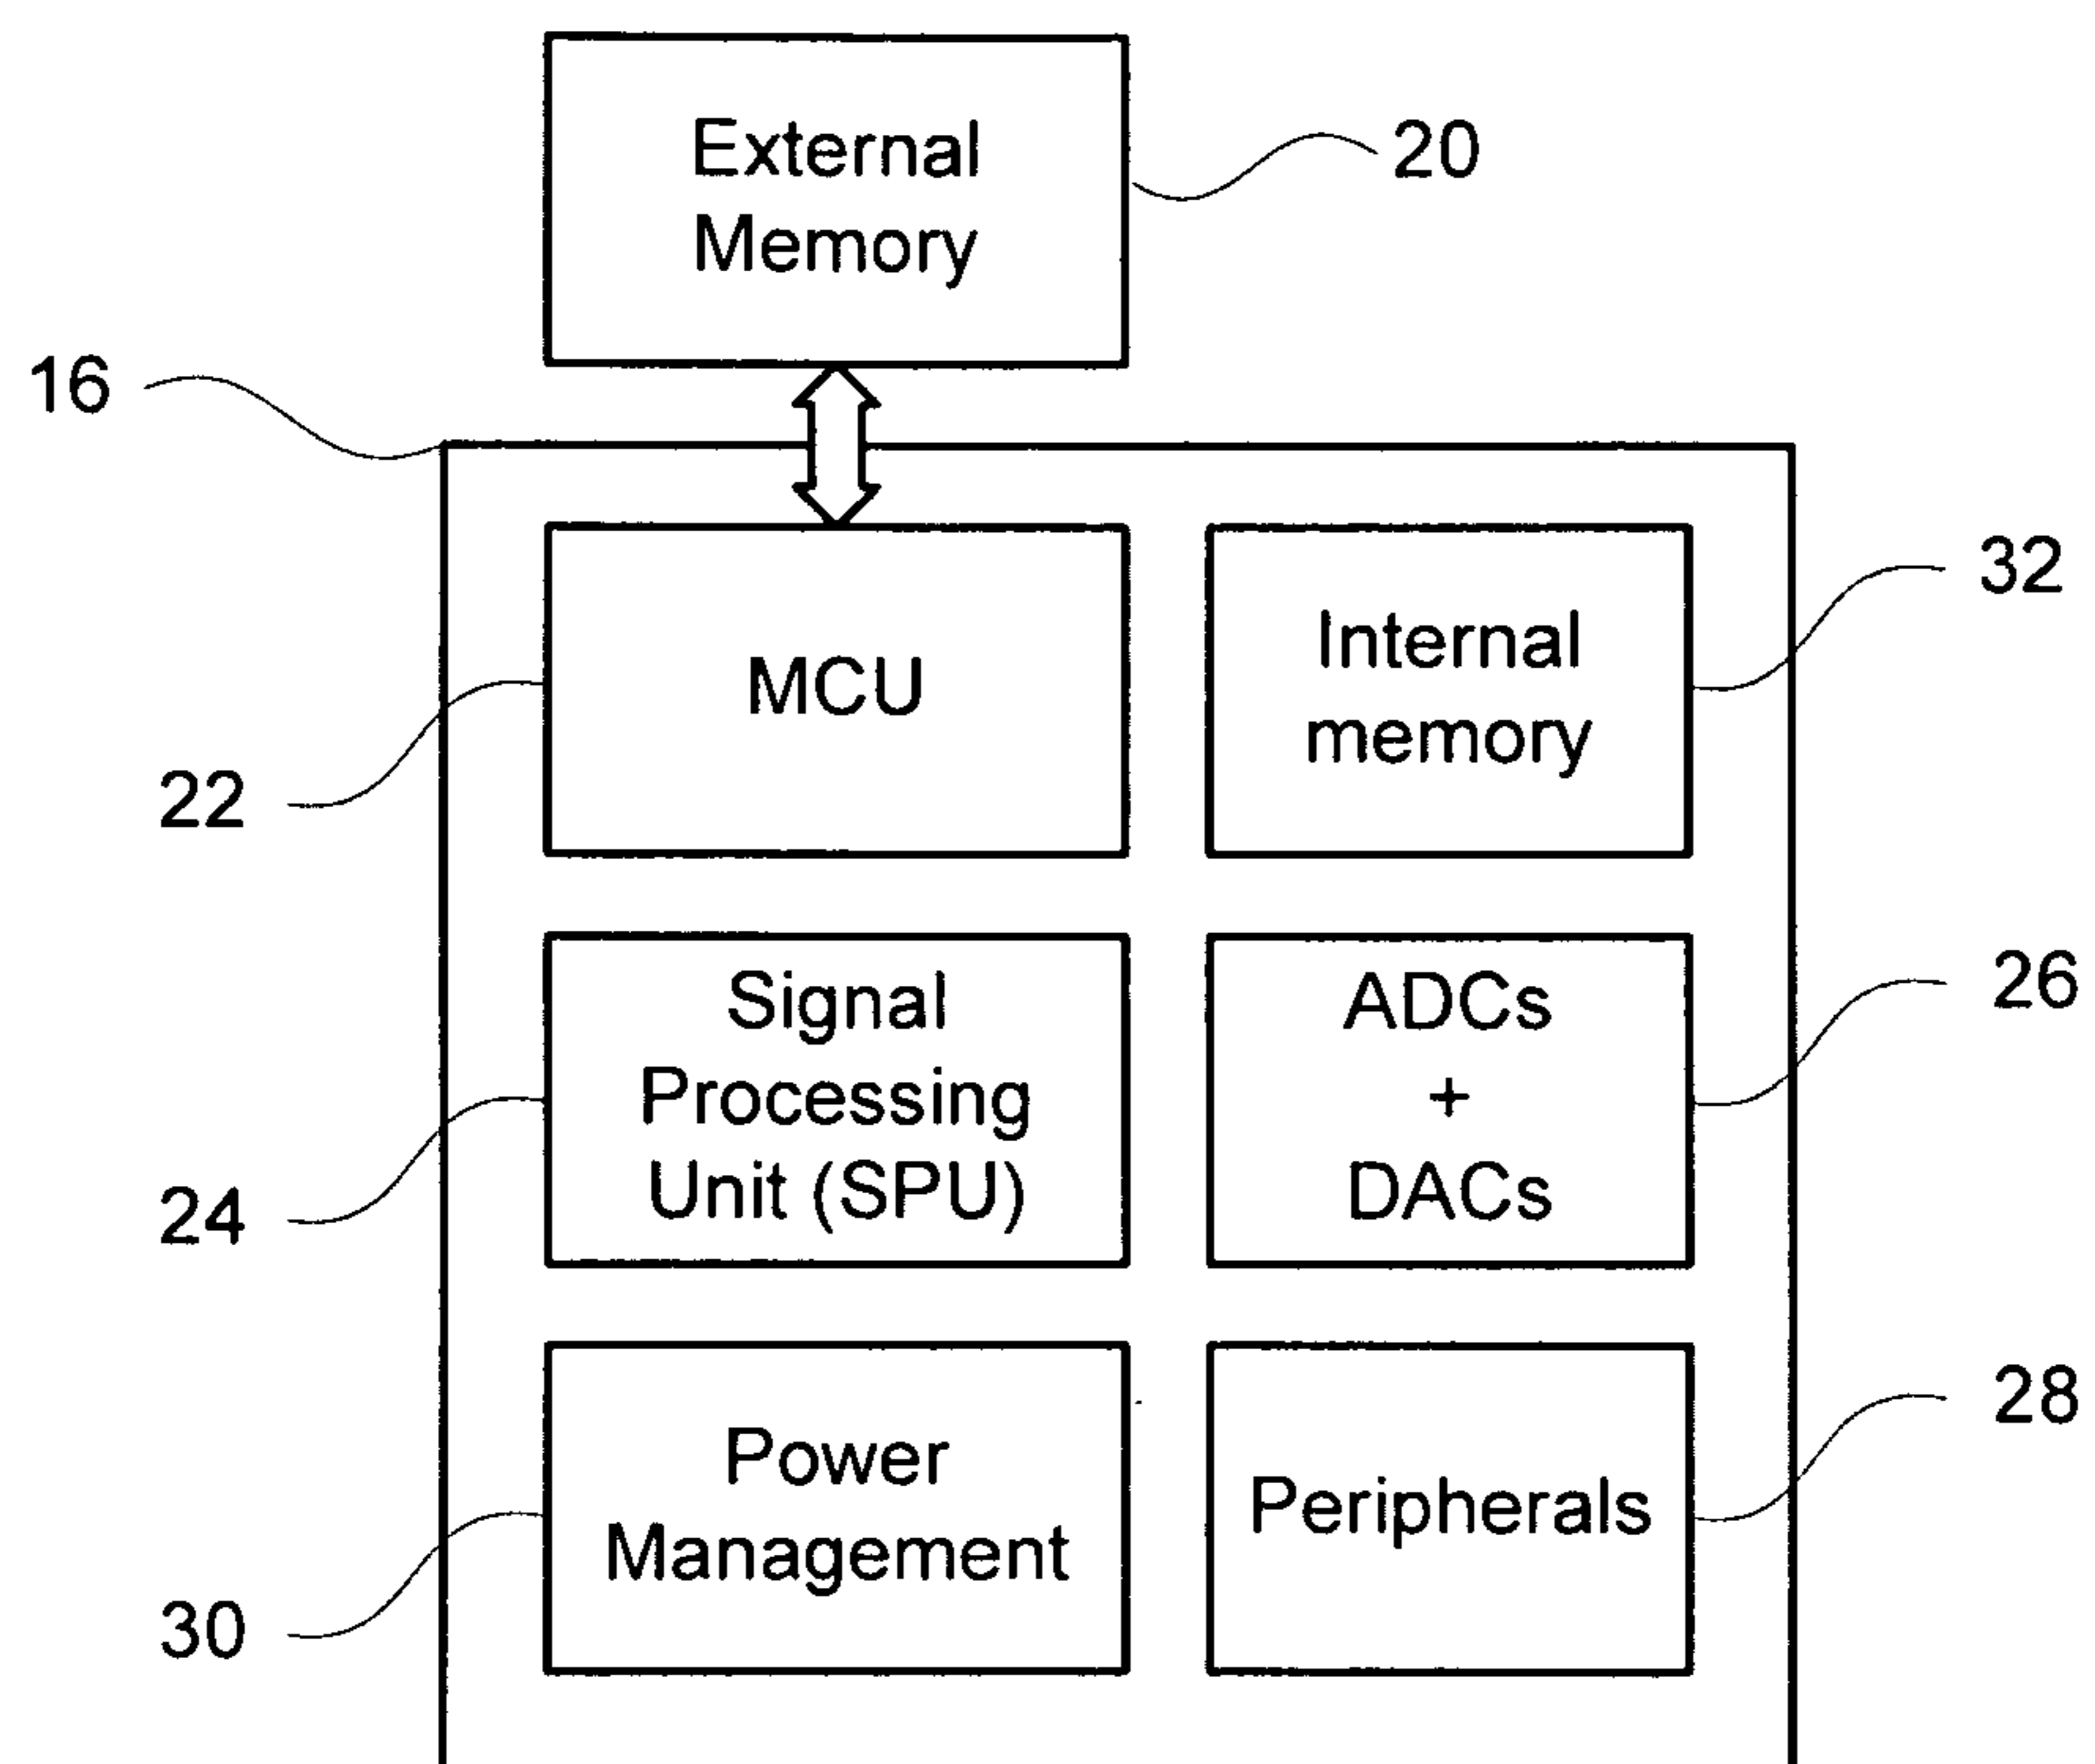 External
Memory
20
16
MCU
Internal
memory
32
22
Signal
Processing
Unit (SPU)
ADCs
+
DACs
26
24
Power
Management
Peripherals
28
30